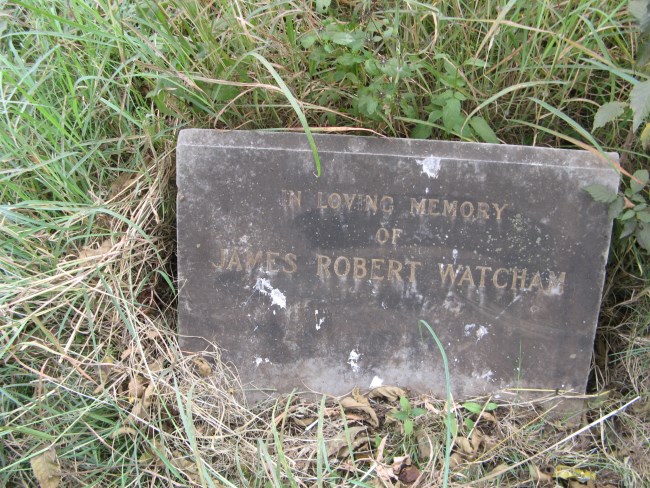 IN LOVING MEMORY
OF
JAMES ROBERT WATCHAM